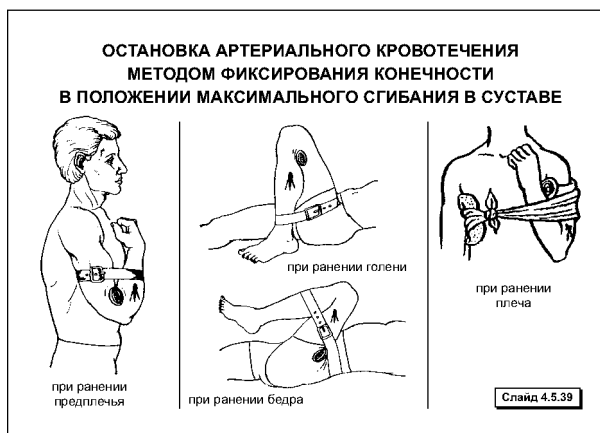 ОСТАНОВКА АРТЕРИАЛЬНОГО КРОВОТЕЧЕНИЯ
МЕТОДОМ ФИКСИРОВАНИЯ КОНЕЧНОСТИ
В ПОЛОЖЕНИИ МАКСИМАЛЬНОГО СГИБАНИЯ В СУСТАВЕ
при ранении
предплечья
при ранении голени
при ранении бедра
при ранении
плеча
Слайд 4.5.39